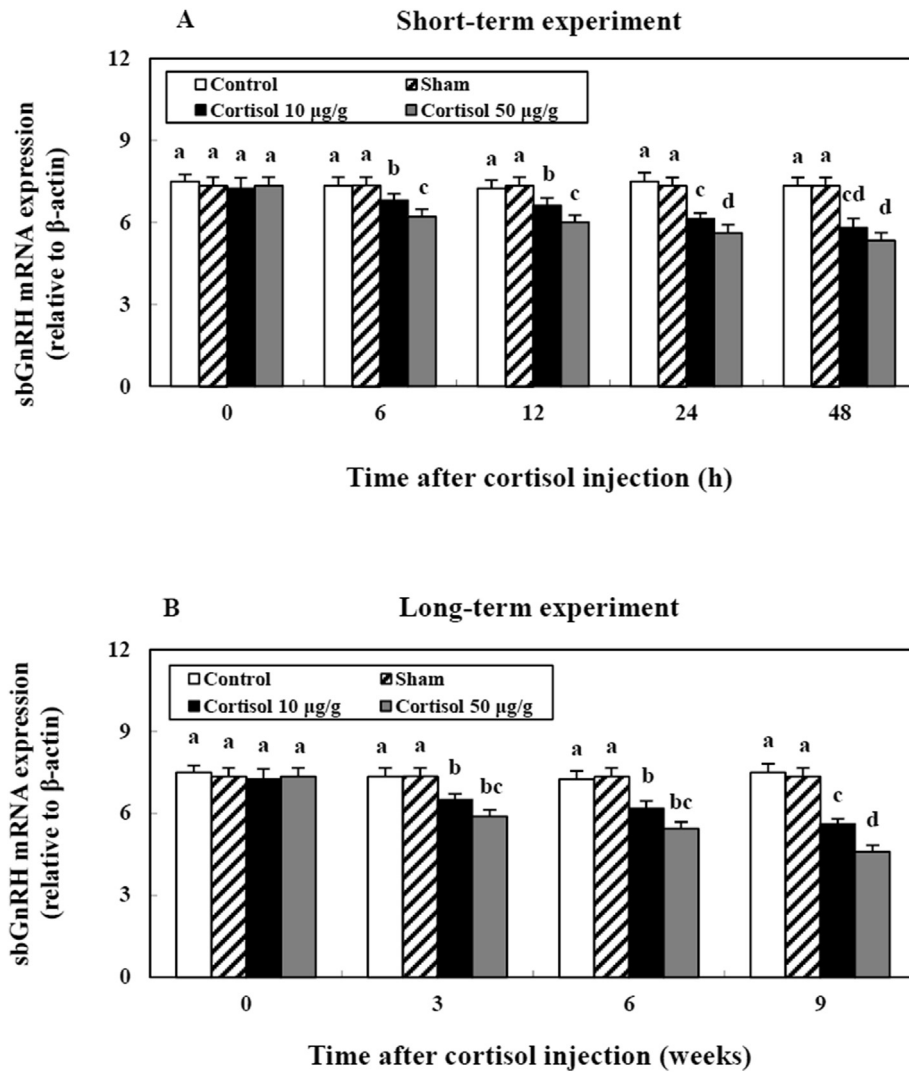 A Short-term experiment
12
9
6
3
0
sbGnRH mRNA expression
(relative to β-actin)
Control Sham
Cortisol 10 µg/g Cortisol 50 µg/g
a a a a a a b c a a b c a a c d a a cd d
0 6 12 24 48
Time after cortisol injection (h)
B Long-term experiment
12
9
6
3
0
sbGnRH mRNA expression
(relative to β-actin)
Control Sham
Cortisol 10 µg/g Cortisol 50 µg/g
a a a a a a b bc a a b bc a a c d
0 3 6 9
Time after cortisol injection (weeks)